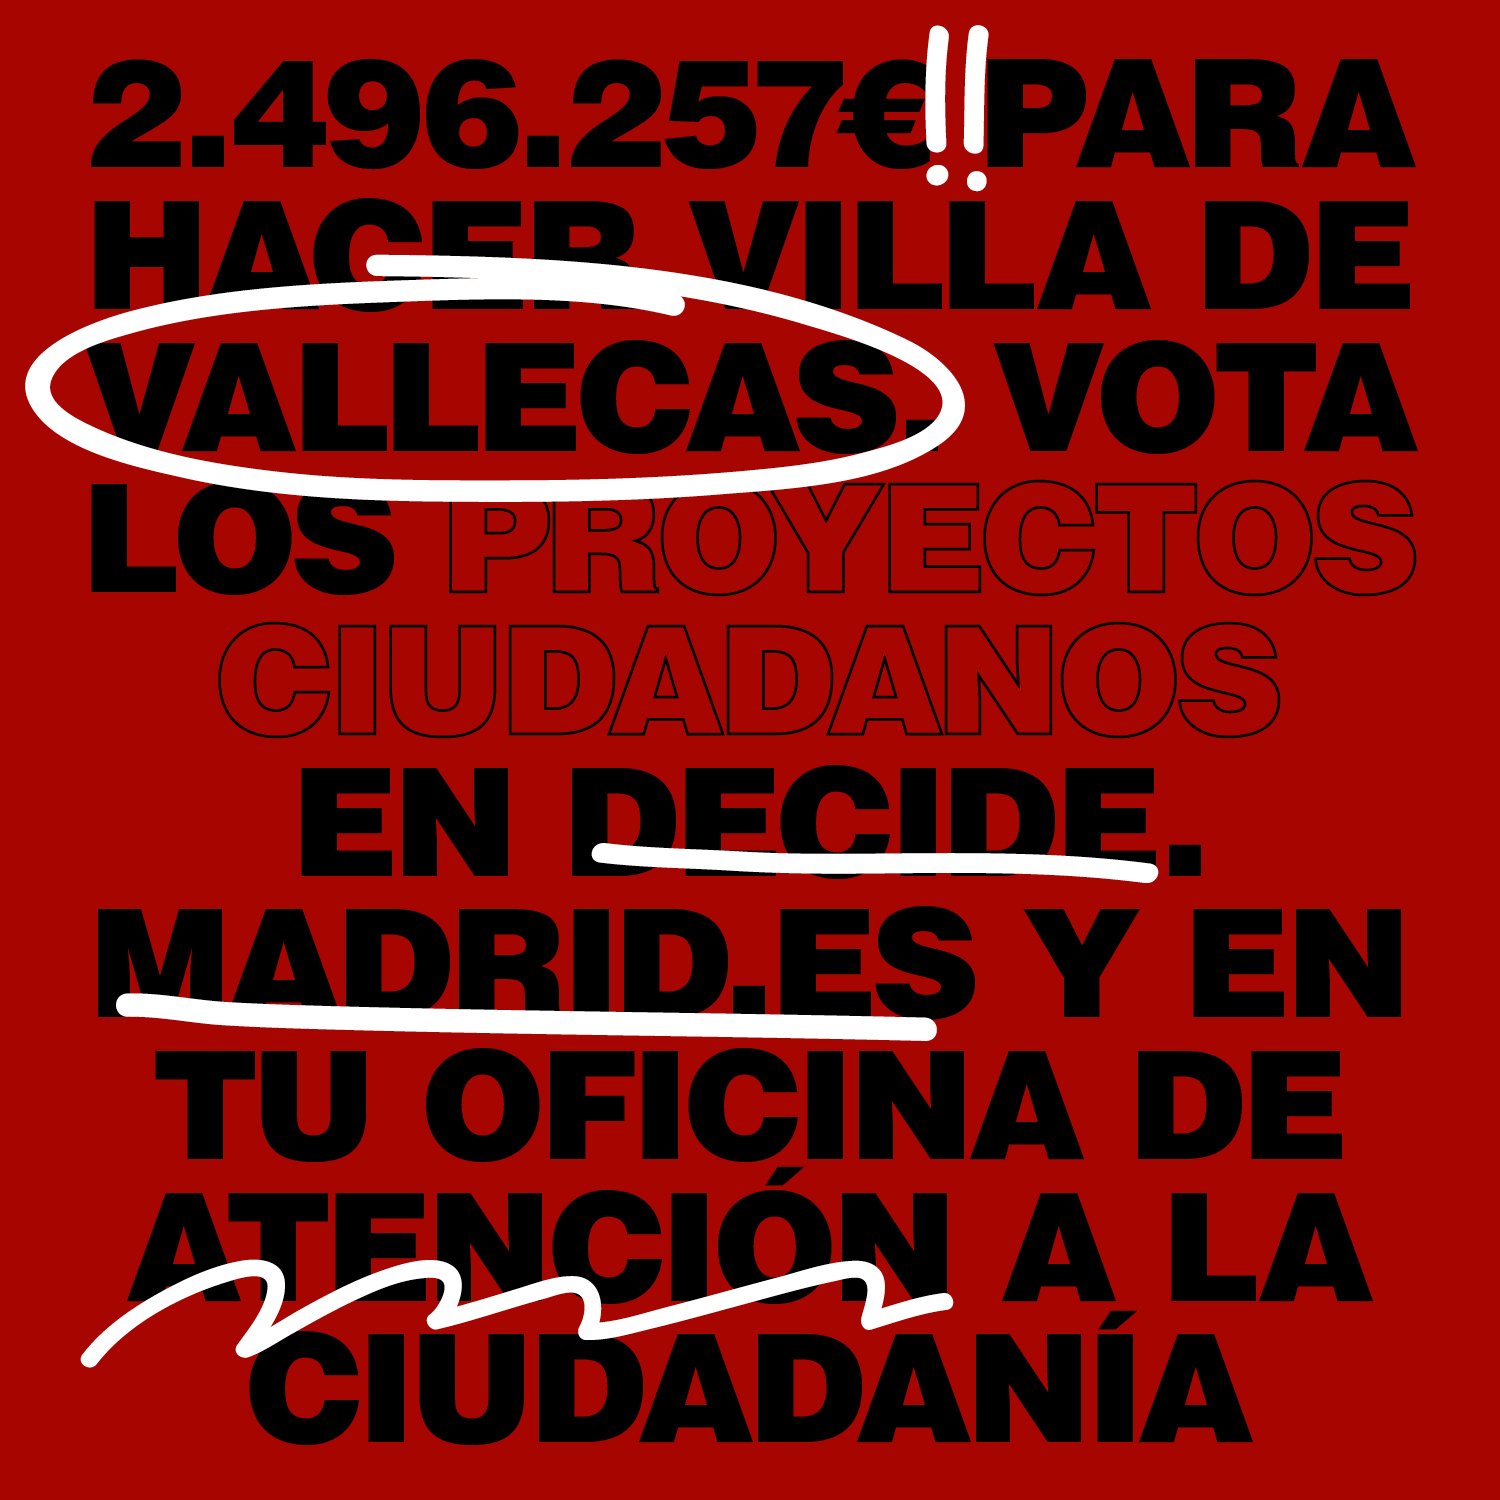 2.496.257€!! PARA
HACER VILLA DE
VALLECAS. VOTA
LOS PROYECTOS
CIUDADANOS
EN DECIDE.
MADRID.ES Y EN
TU OFICINA DE
ATENCIÓN A LA
CIUDADANÍA